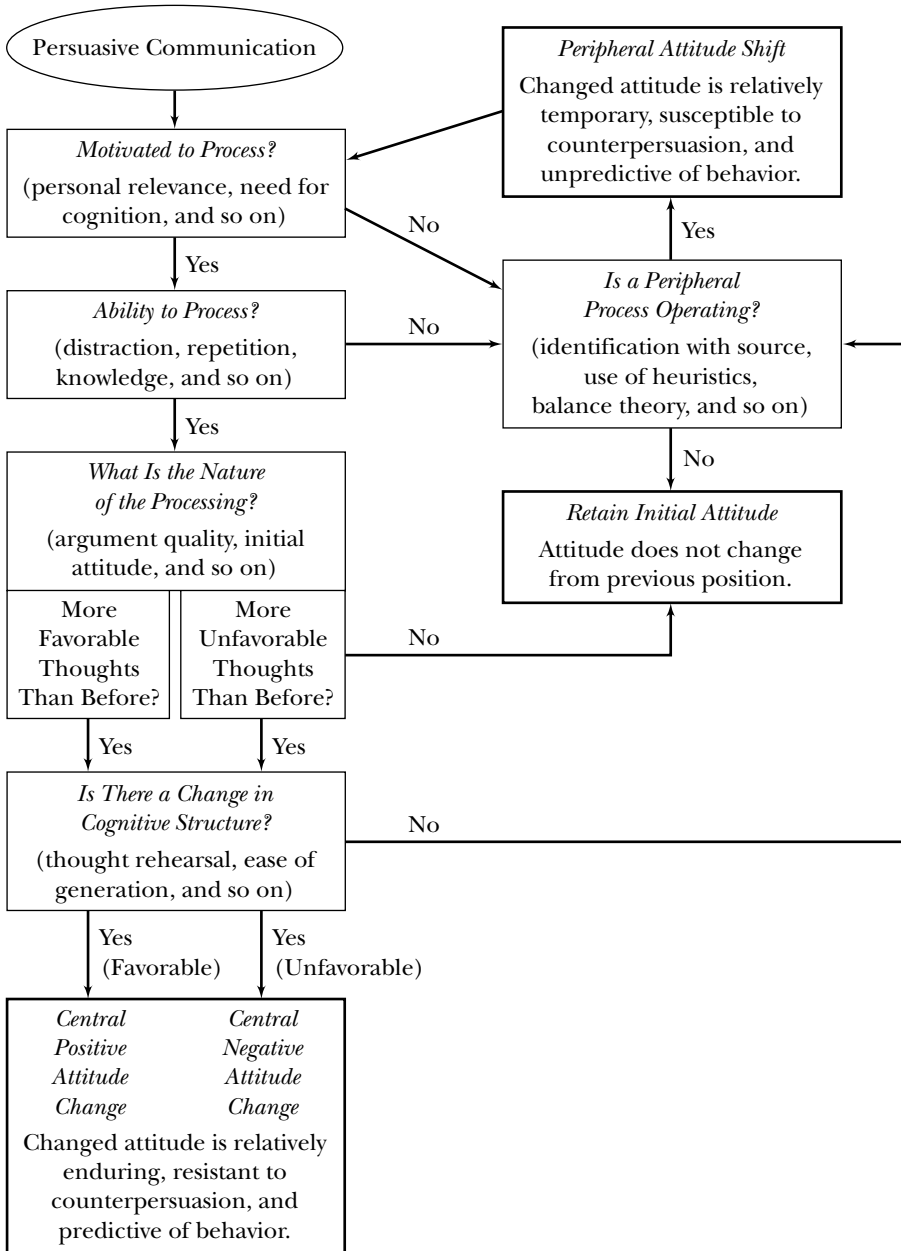 Persuasive Communication
Motivated to Process?
(personal relevance, need for
cognition, and so on)
Yes
No
Ability to Process?
(distraction, repetition,
knowledge, and so on)
Yes
No
What Is the Nature
of the Processing?
(argument quality, initial
attitude, and so on)
More
Favorable
Thoughts
Than Before?
More
Unfavorable
Thoughts
Than Before?
No
Yes
Yes
Is There a Change in
Cognitive Structure?
(thought rehearsal, ease of
generation, and so on)
No
Yes
(Favorable)
Yes
(Unfavorable)
Central
Positive
Attitude
Change
Central
Negative
Attitude
Change
Changed attitude is relatively
enduring, resistant to
counterpersuasion, and
predictive of behavior.
Peripheral Attitude Shift
Changed attitude is relatively
temporary, susceptible to
counterpersuasion, and
unpredictive of behavior.
Yes
Is a Peripheral
Process Operating?
(identification with source,
use of heuristics,
balance theory, and so on)
No
Retain Initial Attitude
Attitude does not change
from previous position.